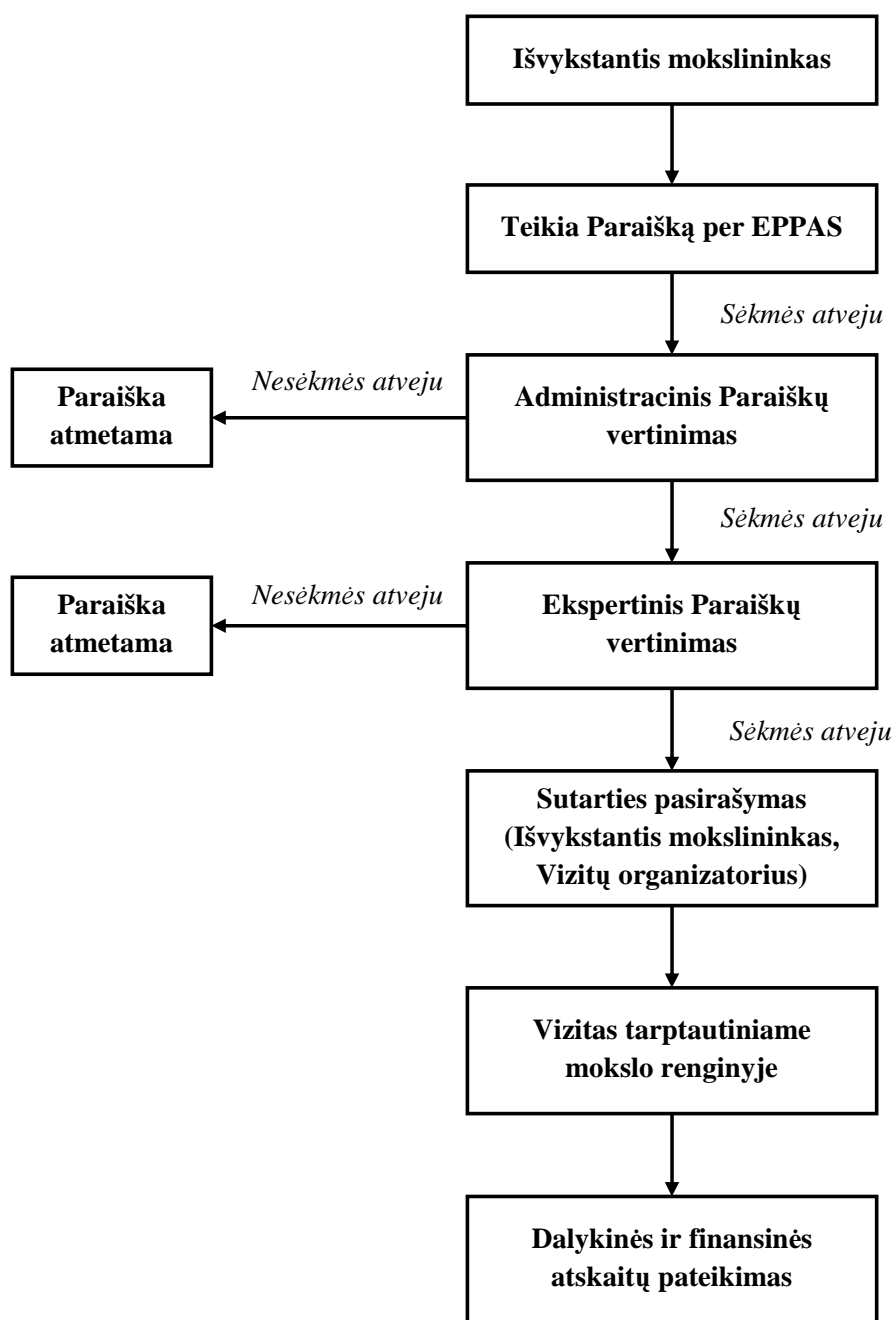 Išvykstantis mokslininkas
Teikia Paraišką per EPPAS
Sėkmės atveju
Paraiška
atmetama
Nesėkmės atveju
Administracinis Paraiškų
vertinimas
Sėkmės atveju
Paraiška
atmetama
Nesėkmės atveju
Ekspertinis Paraiškų
vertinimas
Sėkmės atveju
Sutarties pasirašymas
(Išvykstantis mokslininkas,
Vizitų organizatorius)
Vizitas tarptautiniame
mokslo renginyje
Dalykinės ir finansinės
atskaitų pateikimas